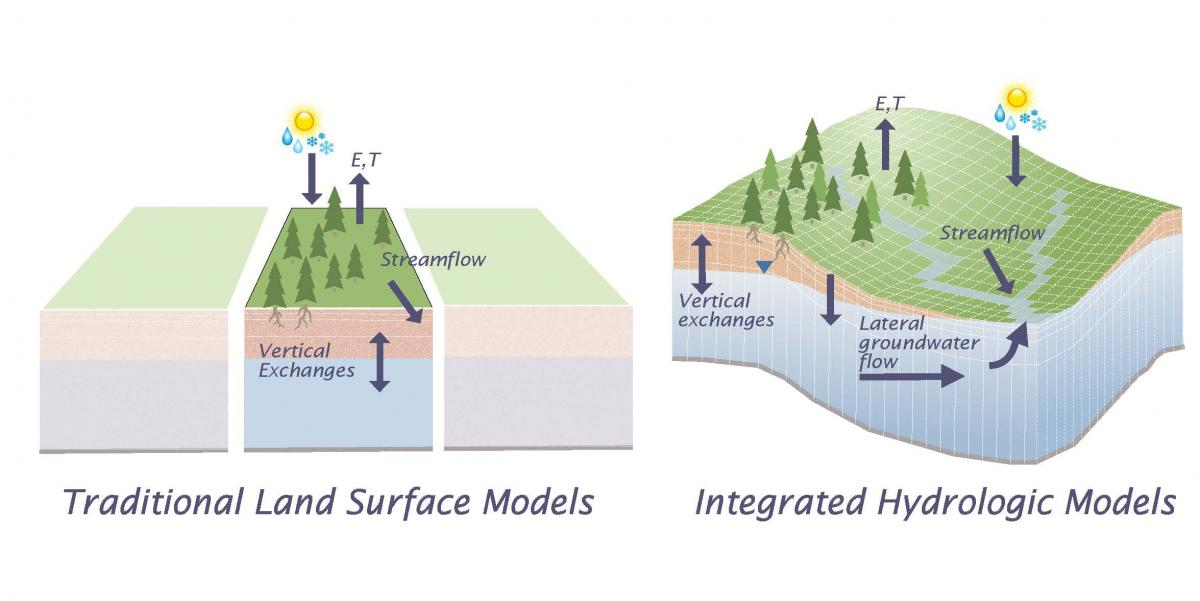 E,T
Streamflow
Vertical
Exchanges
Traditional Land Surface Models
E,T
Streamflow
Vertical
exchanges
Lateral
groundwater
flow
Integrated Hydrologic Models